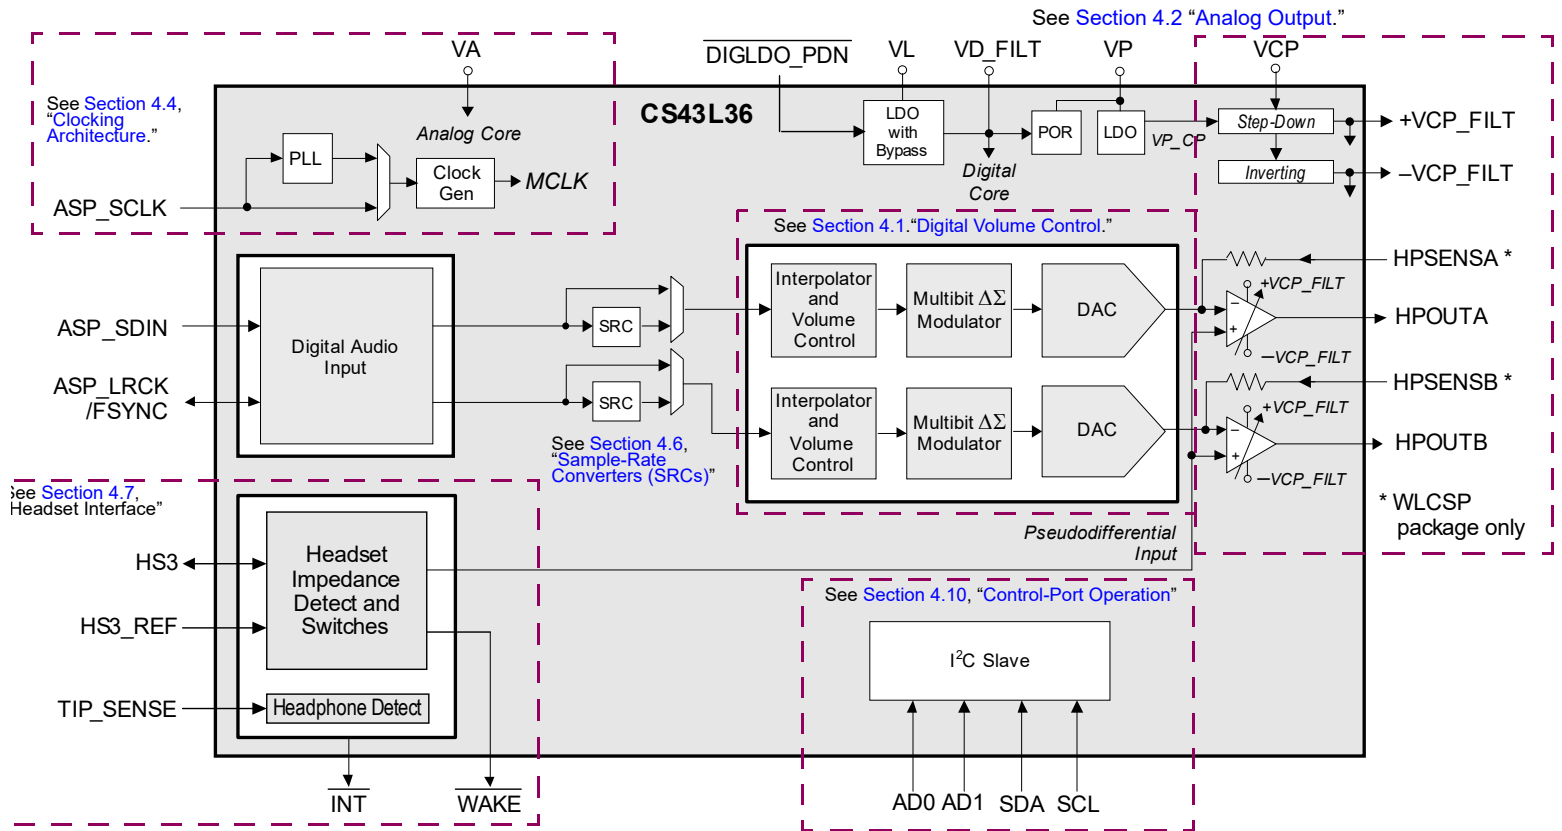 See Section 4.2 “Analog Output.”
VA
DIGLDO_PDN
VL
VD_FILT
VP
VCP
See Section 4.4,
“Clocking
Architecture.”
CS43L36
Analog Core
LDO
with
Bypass
POR
LDO
VP_CP
Step-Down
+VCP_FILT
PLL
Clock
Gen
MCLK
Digital
Core
Inverting
–VCP_FILT
ASP_SCLK
See Section 4.1.“Digital Volume Control.”
HPSENSA *
ASP_SDIN
Digital Audio
Input
SRC
Interpolator
and
Volume
Control
Multibit ΔΣ
Modulator
DAC
+VCP_FILT
−
+
–VCP_FILT
HPOUTA
ASP_LRCK
/FSYNC
SRC
Interpolator
and
Volume
Control
Multibit ΔΣ
Modulator
DAC
HPSENSB *
+VCP_FILT
−
+
–VCP_FILT
HPOUTB
See Section 4.6,
“Sample-Rate
Converters (SRCs)”
* WLCSP
package only
See Section 4.7,
Headset Interface”
Pseudodifferential
Input
HS3
HS3_REF
Headset
Impedance
Detect and
Switches
TIP_SENSE
Headphone Detect
See Section 4.10, “Control-Port Operation”
I²C Slave
INT
WAKE
AD0
AD1
SDA
SCL